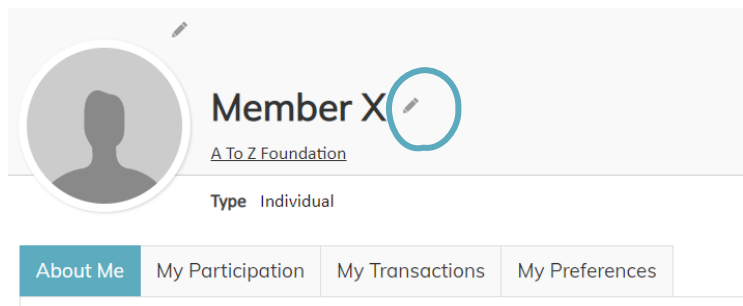 Member X
A To Z Foundation
Type Individual
About Me My Participation My Transactions My Preferences